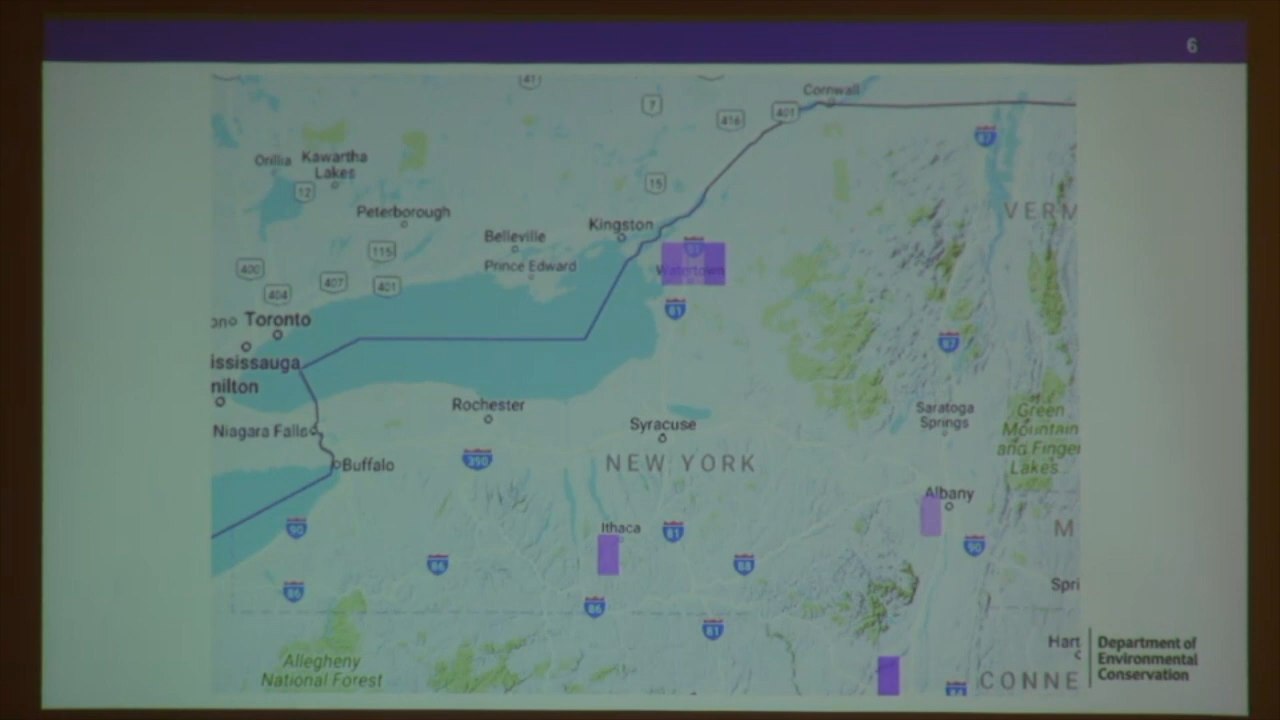 6
41
7
416
401
Cornwall
87
Orillia
Kawartha
Lakes
12
15
VERM
Peterborough
Kingston
Belleville
115
Prince Edward
Watertown
400
407
401
404
81
Toronto
87
ississauga
nilton
Rochester
Saratoga
Springs
Green
Mountain
and Finger
Lakes
Niagara Falls
Syracuse
Buffalo
390
NEW YORK
Albany
90
Ithaca
81
M
90
86
88
Spri
86
86
81
Hart
Department of
Environmental
Conservation
Allegheny
National Forest
CONNE